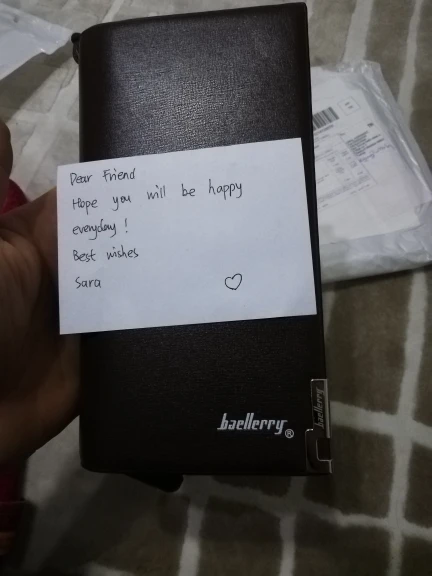 Dear Friend
Hope you will be happy
everyday !
Best wishes
Sara
baellerry®
baellerry